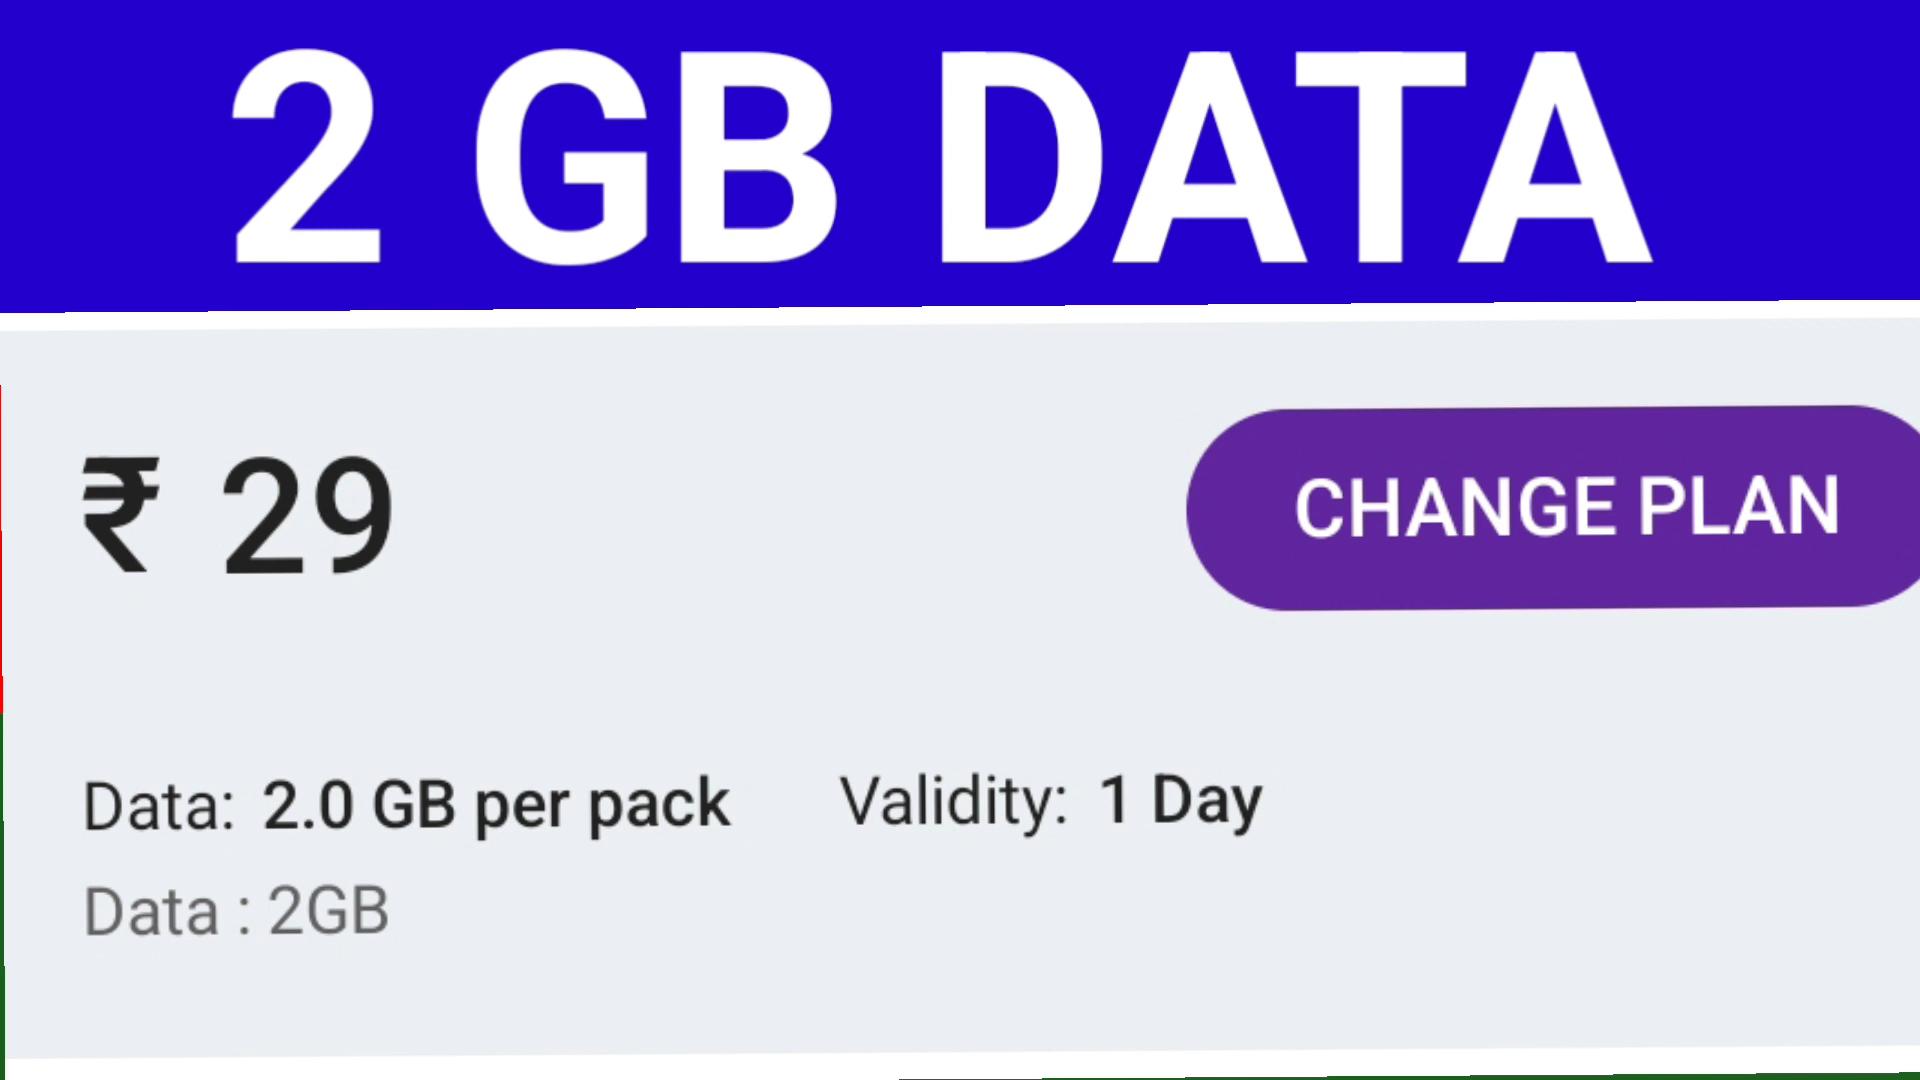 2 GB DATA
₹ 29
CHANGE PLAN
Data: 2.0 GB per pack Validity: 1 Day
Data : 2GB